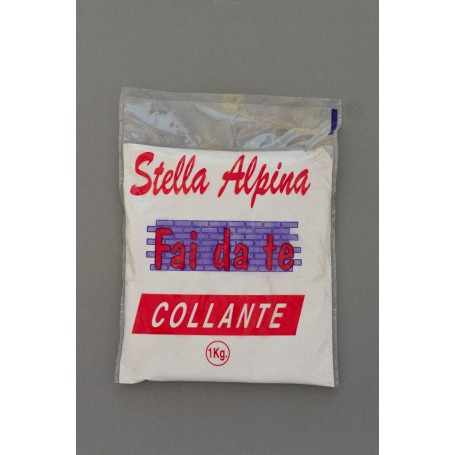 Stella Alpina
Fai da te
COLLANTE
1Kg.